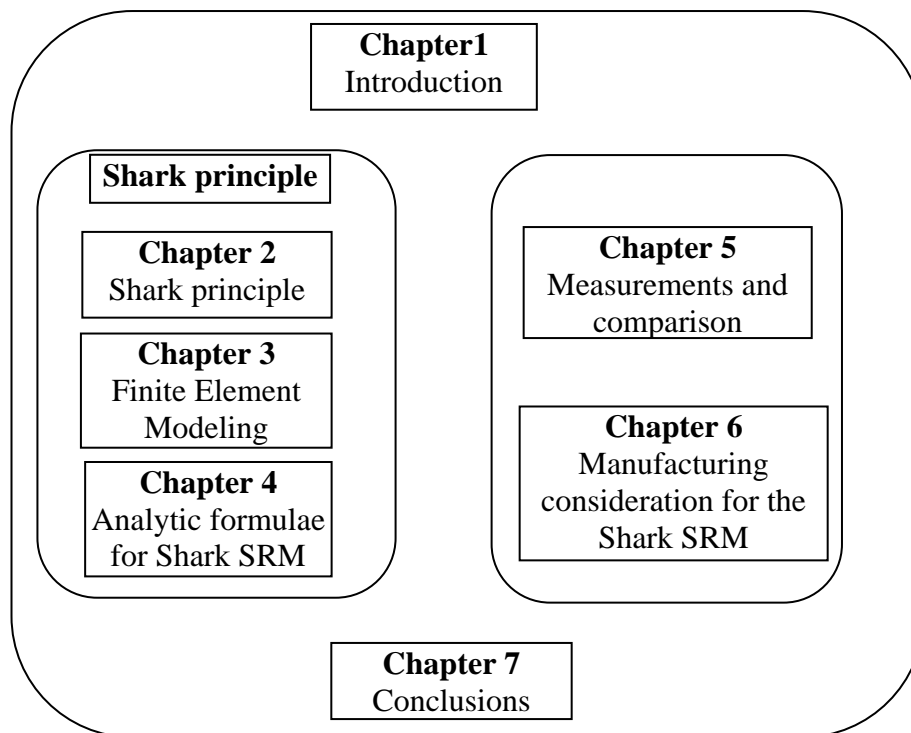 Chapter1
Introduction
Shark principle
Chapter 2
Shark principle
Chapter 3
Finite Element
Modeling
Chapter 4
Analytic formulae
for Shark SRM
Chapter 5
Measurements and
comparison
Chapter 6
Manufacturing
consideration for the
Shark SRM
Chapter 7
Conclusions